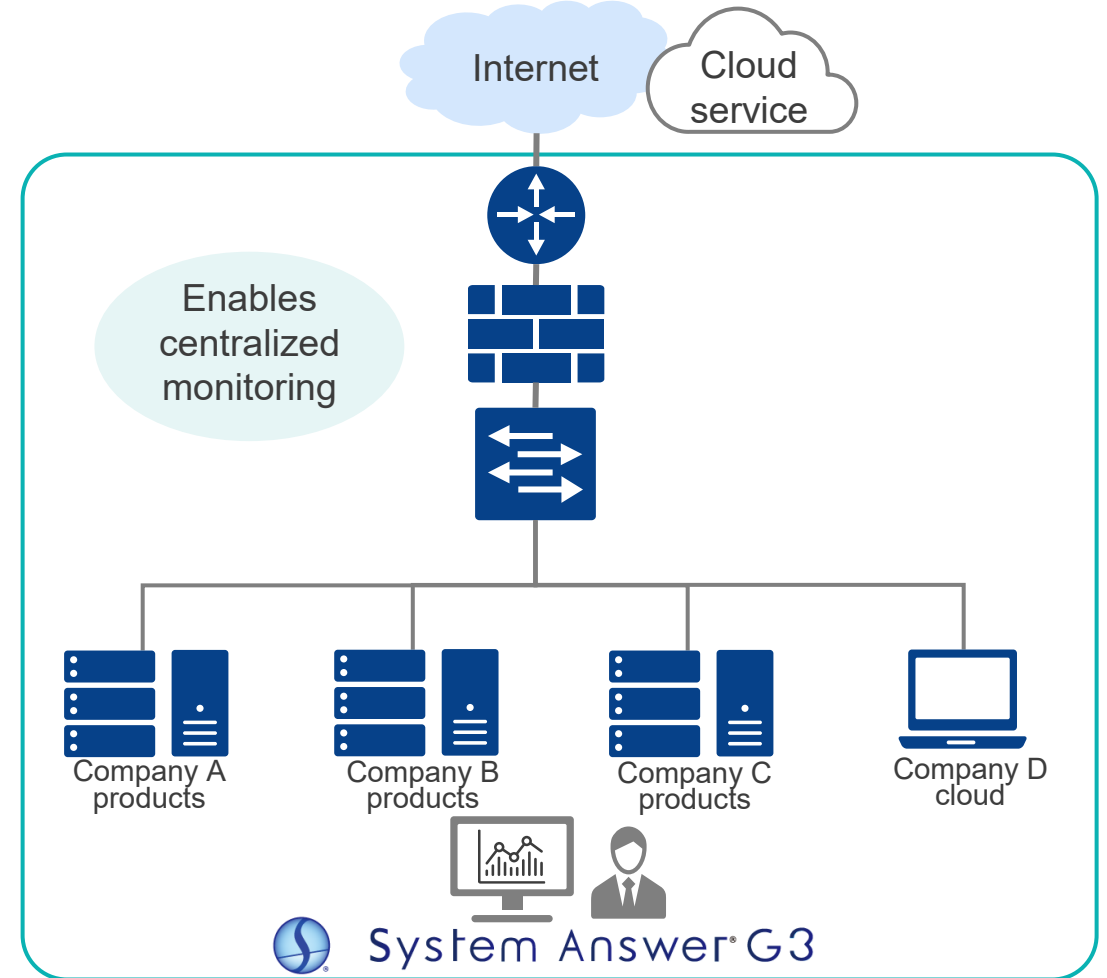 Internet
Cloud
service
Enables
centralized
monitoring
Company A
products
Company B
products
Company C
products
Company D
cloud
System Answer® G3